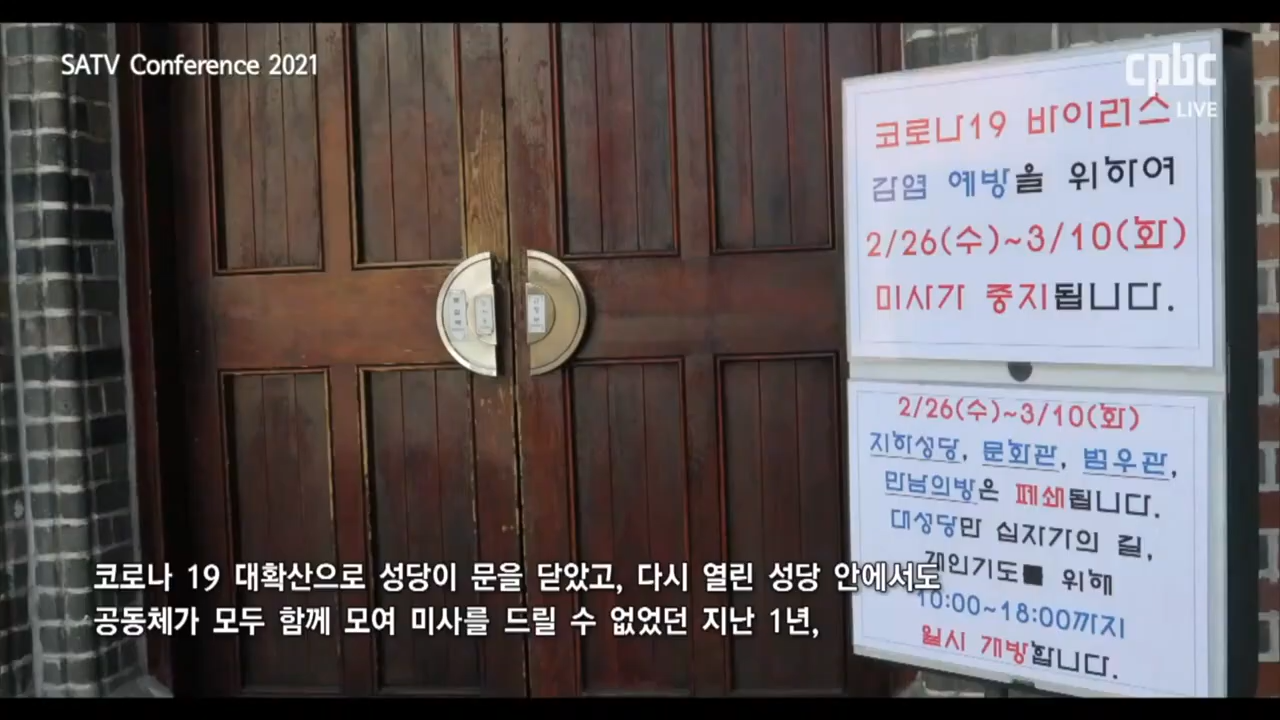 SATV Conference 2021
cpbc
LIVE
코로나19 바이러스
감염 예방을 위하여
2/26(수)~3/10(화)
미사가 중지됩니다.
2/26(수)~3/10(화)
지하성당, 문화관, 범우관,
만남의방은 폐쇄됩니다.
대성당만 십자가의 길,
개인기도를 위해
10:00~18:00까지
일시 개방합니다.
코로나 19 대확산으로 성당이 문을 닫았고, 다시 열린 성당 안에서도
공동체가 모두 함께 모여 미사를 드릴 수 없었던 지난 1년,